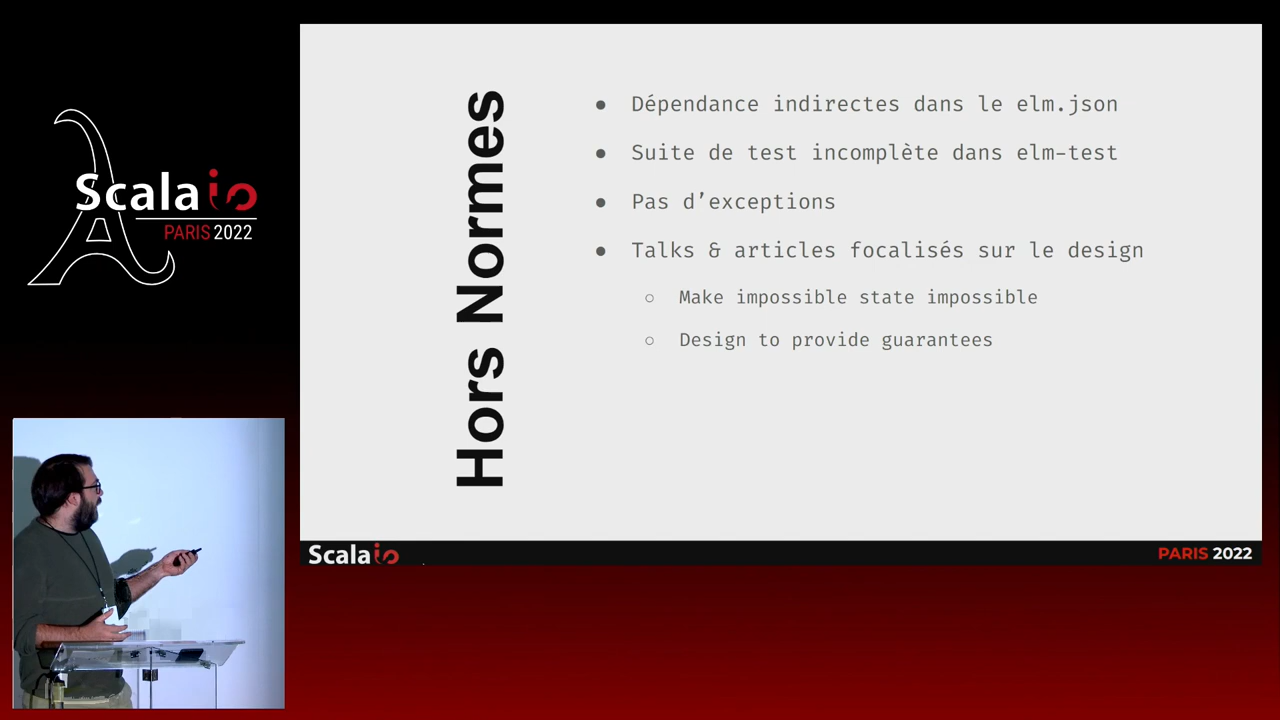 Scala io
PARIS 2022
Hors Normes
● Dépendance indirectes dans le elm.json
● Suite de test incomplète dans elm-test
● Pas d’exceptions
● Talks & articles focalisés sur le design
○ Make impossible state impossible
○ Design to provide guarantees
Scala io
PARIS 2022